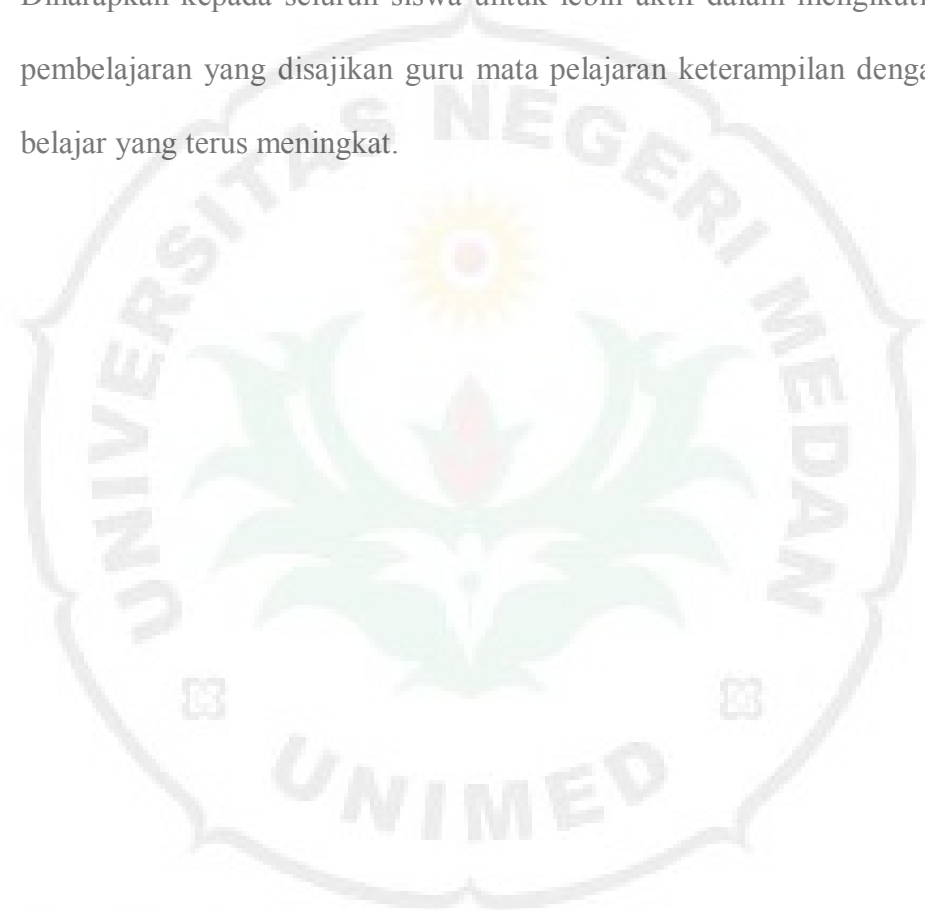 Diharapkan kepada seluruh siswa untuk lebih aktif dalam mengikuti
pembelajaran yang disajikan guru mata pelajaran keterampilan
belajar yang terus meningkat.
UNIVERSITAS NEGERI MEDAN
UNIMED